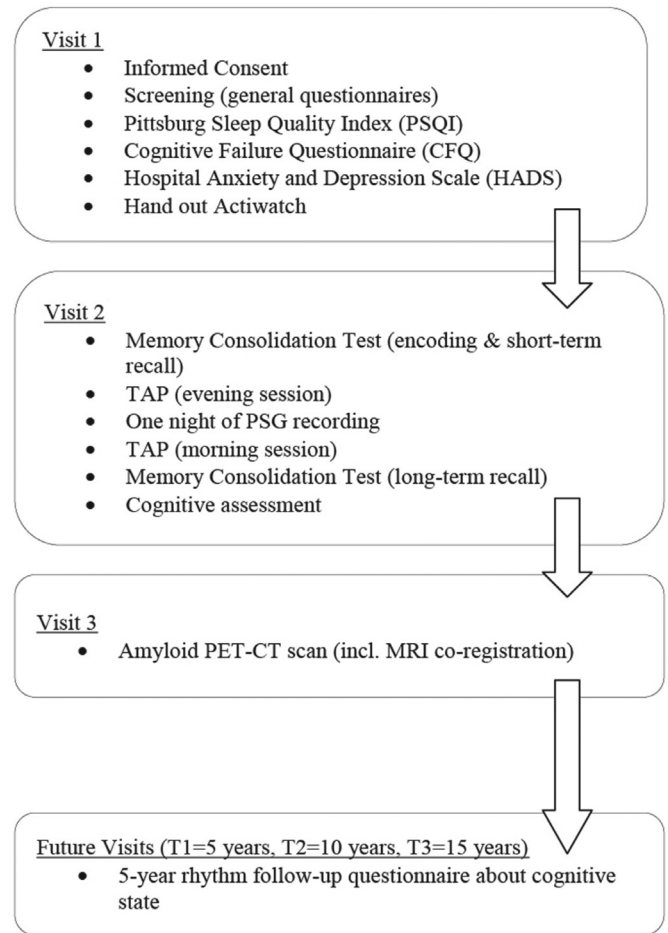 Visit 1
• Informed Consent
• Screening (general questionnaires)
• Pittsburg Sleep Quality Index (PSQI)
• Cognitive Failure Questionnaire (CFQ)
• Hospital Anxiety and Depression Scale (HADS)
• Hand out Actiwatch
Visit 2
• Memory Consolidation Test (encoding & short-term
recall)
• TAP (evening session)
• One night of PSG recording
• TAP (morning session)
• Memory Consolidation Test (long-term recall)
• Cognitive assessment
Visit 3
• Amyloid PET-CT scan (incl. MRI co-registration)
Future Visits (T1=5 years, T2=10 years, T3=15 years)
• 5-year rhythm follow-up questionnaire about cognitive
state